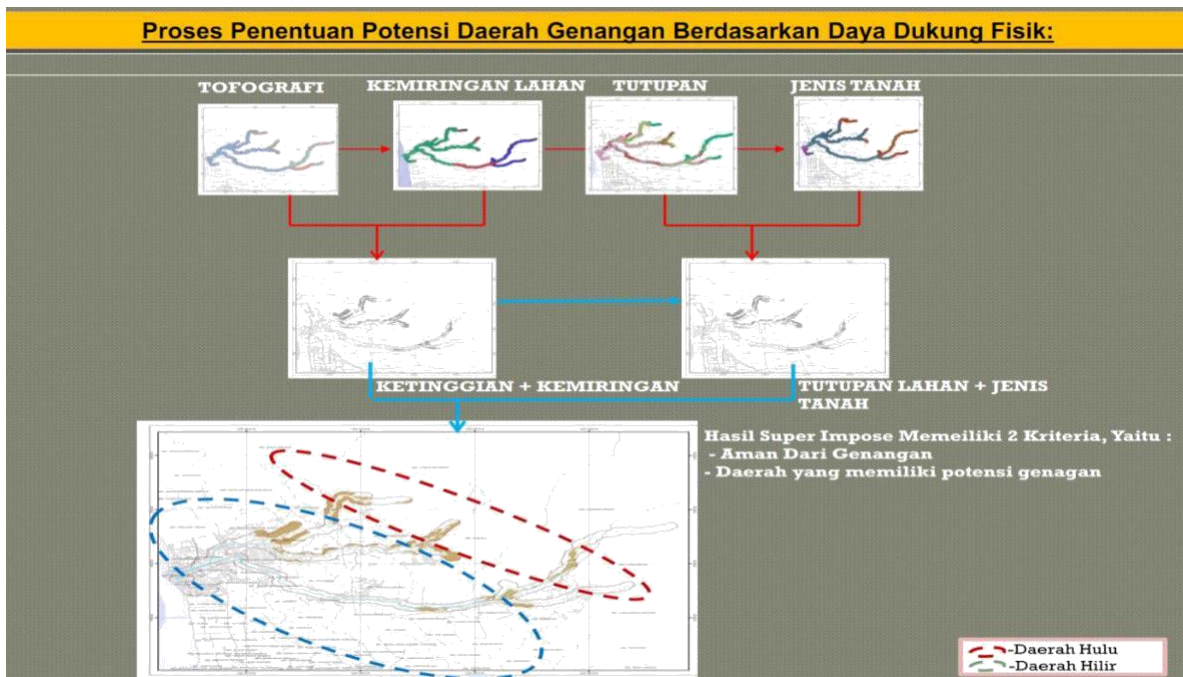 Proses Penentuan Potensi Daerah Genangan Berdasarkan Daya Dukung Fisik:
TOFOGRAFI
KEMIRINGAN LAHAN
TUTUPAN
JENIS TANAH
KETINGGIAN + KEMIRINGAN
TUTUPAN LAHAN + JENIS
TANAH
Hasil Super Impose Memeiliki 2 Kriteria, Yaitu :
- Aman Dari Genangan
- Daerah yang memiliki potensi genagan
-Daerah Hulu
-Daerah Hilir